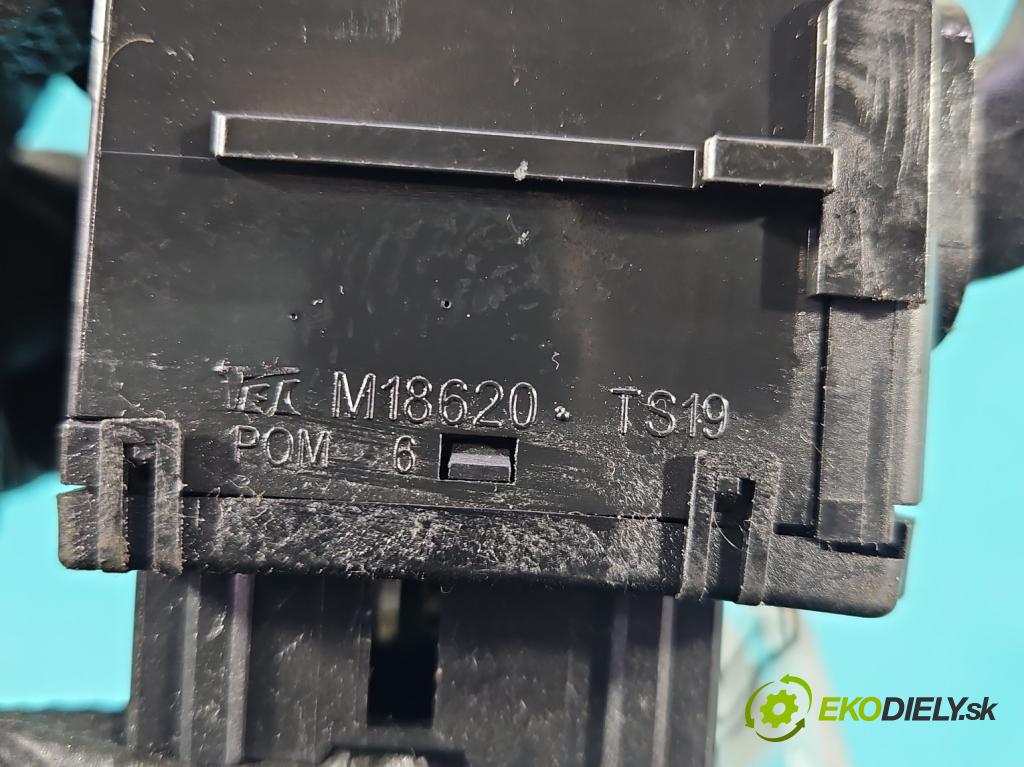 M18620 TS19
POM 6
EKODIELY.sk